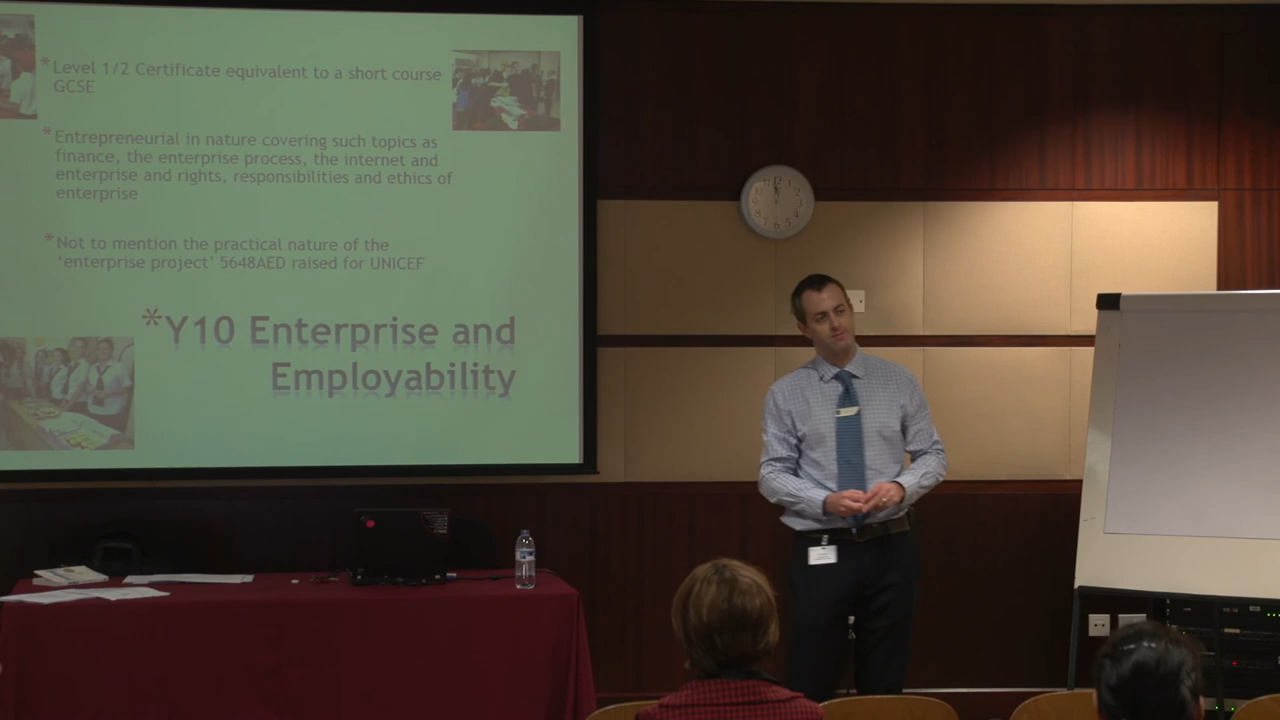 *Level 1/2 Certificate equivalent to a short course
GCSE
*Entrepreneurial in nature covering such topics as
finance, the enterprise process, the internet and
enterprise and rights, responsibilities and ethics of
enterprise
*Not to mention the practical nature of the
‘enterprise project’ 5648AED raised for UNICEF
*Y10 Enterprise and
Employability